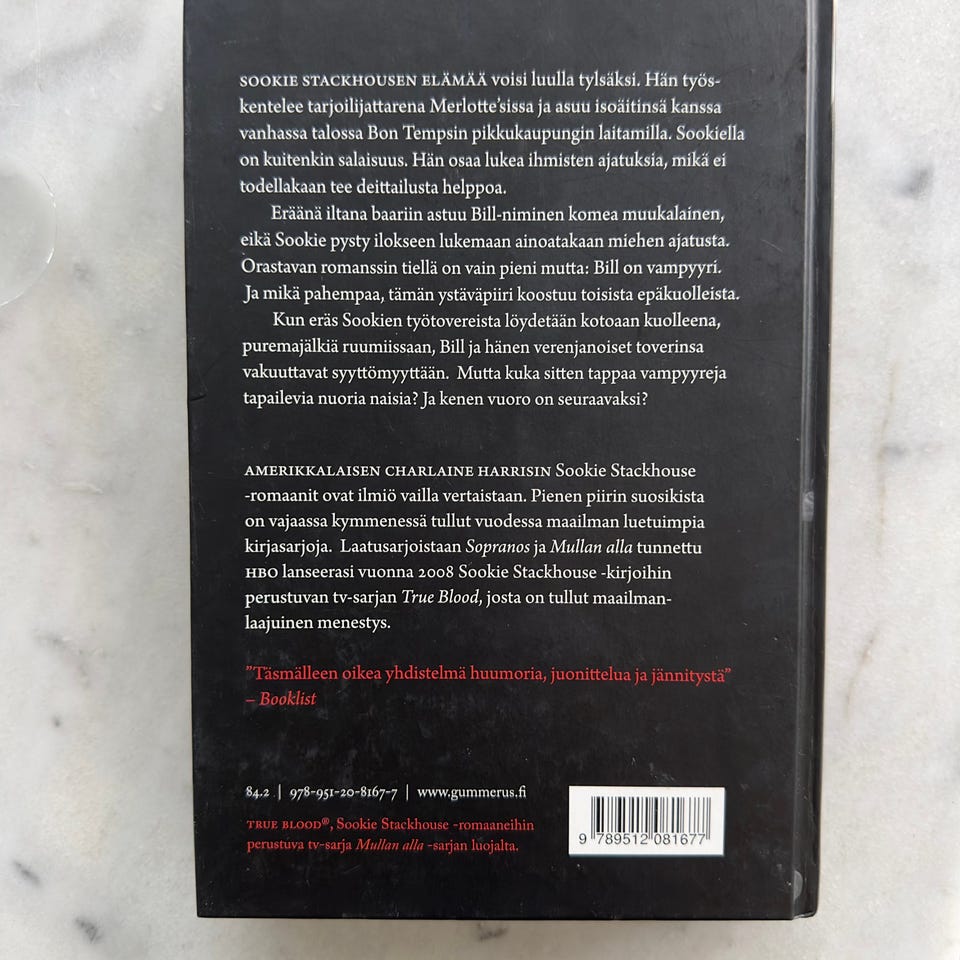 SOOKIE STACKHOUSEN ELÄMÄÄ voisi luulla tylsäksi. Hän työs-
kentelee tarjoilijattarena Merlotte'sissa ja asuu isoäitinsä kanssa
vanhassa talossa Bon Tempsin pikkukaupungin laitamilla. Sookiella
on kuitenkin salaisuus. Hän osaa lukea ihmisten ajatuksia, mikä ei
todellakaan tee deittailusta helppoa.
Eräänä iltana baariin astuu Bill-niminen komea muukalainen,
eikä Sookie pysty ilokseen lukemaan ainoatakaan miehen ajatusta.
Orastavan romanssin tiellä on vain pieni mutta: Bill on vampyyri.
Ja mikä pahempaa, tämän ystäväpiiri koostuu toisista epäkuolleista.
Kun eräs Sookien työtovereista löydetään kotoaan kuolleena,
puremajälkiä ruumiissaan, Bill ja hänen verenjanoiset toverinsa
vakuuttavat syyttömyyttään. Mutta kuka sitten tappaa vampyyreja
tapailevia nuoria naisia? Ja kenen vuoro on seuraavaksi?
AMERIKKALAISEN CHARLAINE HARRISIN Sookie Stackhouse
-romaanit ovat ilmiö vailla vertaistaan. Pienen piirin suosikista
on vajaassa kymmenessä tullut vuodessa maailman luetuimpia
kirjasarjoja. Laatusarjoistaan Sopranos ja Mullan alla tunnettu
HBO lanseerasi vuonna 2008 Sookie Stackhouse -kirjoihin
perustuvan tv-sarjan True Blood, josta on tullut maailman-
laajuinen menestys.
"Täsmälleen oikea yhdistelmä huumoria, juonittelua ja jännitystä"
– Booklist
84.2 | 978-951-20-8167-7 | www.gummerus.fi
TRUE BLOOD®, Sookie Stackhouse -romaaneihin
perustuva tv-sarja Mullan alla -sarjan luojalta.
9 789512 081677